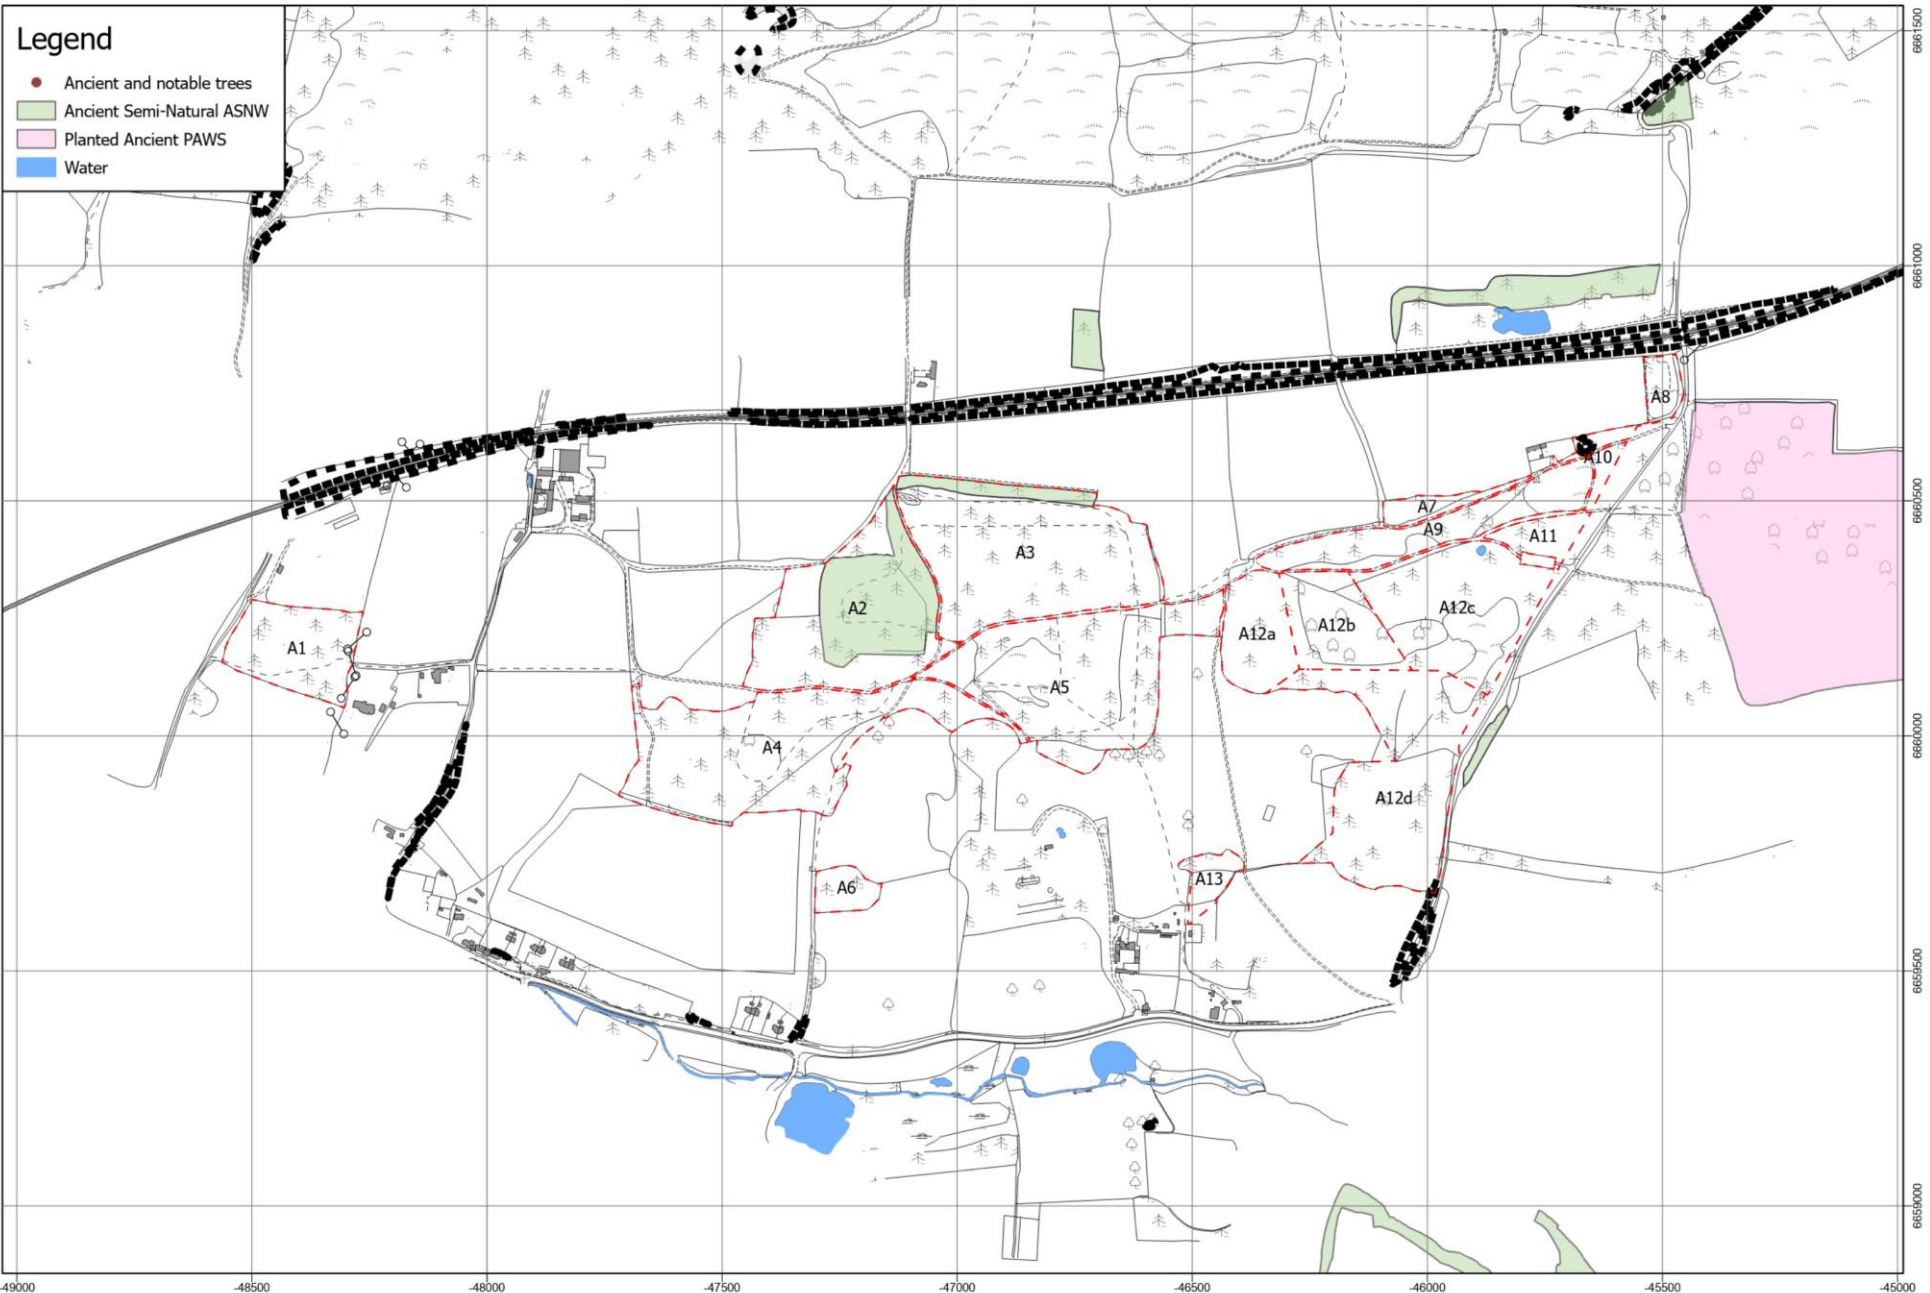 Legend
Ancient and notable trees
Ancient Semi-Natural ASNW
Planted Ancient PAWS
Water
6661500
6661000
A8
A10
6660500
A7
A9
A11
A3
A2
A12c
A12b
A12a
A1
A5
A4
6660000
A12d
A13
A6
6659500
6659000
-49000
-48500
-48000
-47500
-47000
-46500
-46000
-45500
-45000